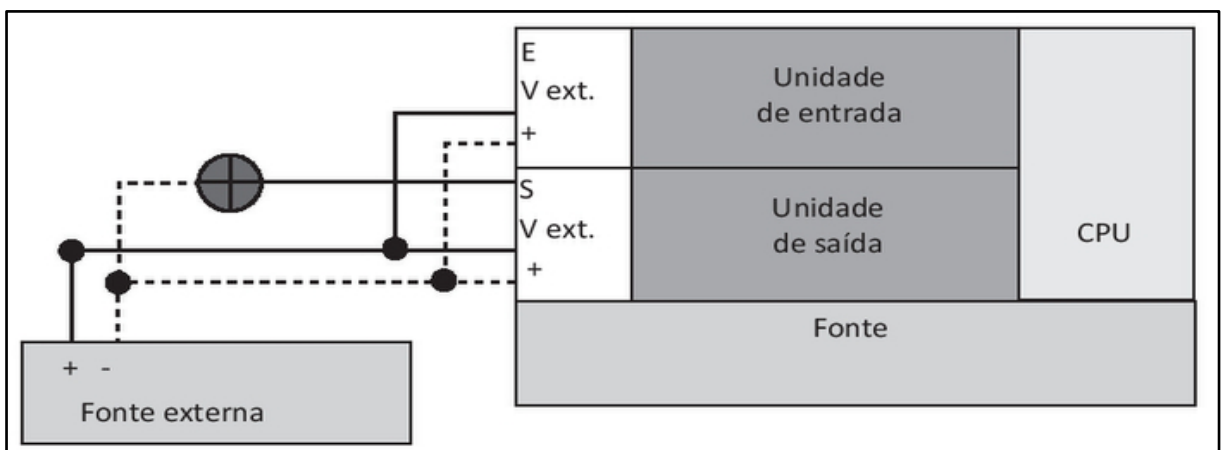 E
V ext.
+
Unidade
de entrada
S
V ext.
+
Unidade
de saída
CPU
Fonte
+ -
Fonte externa